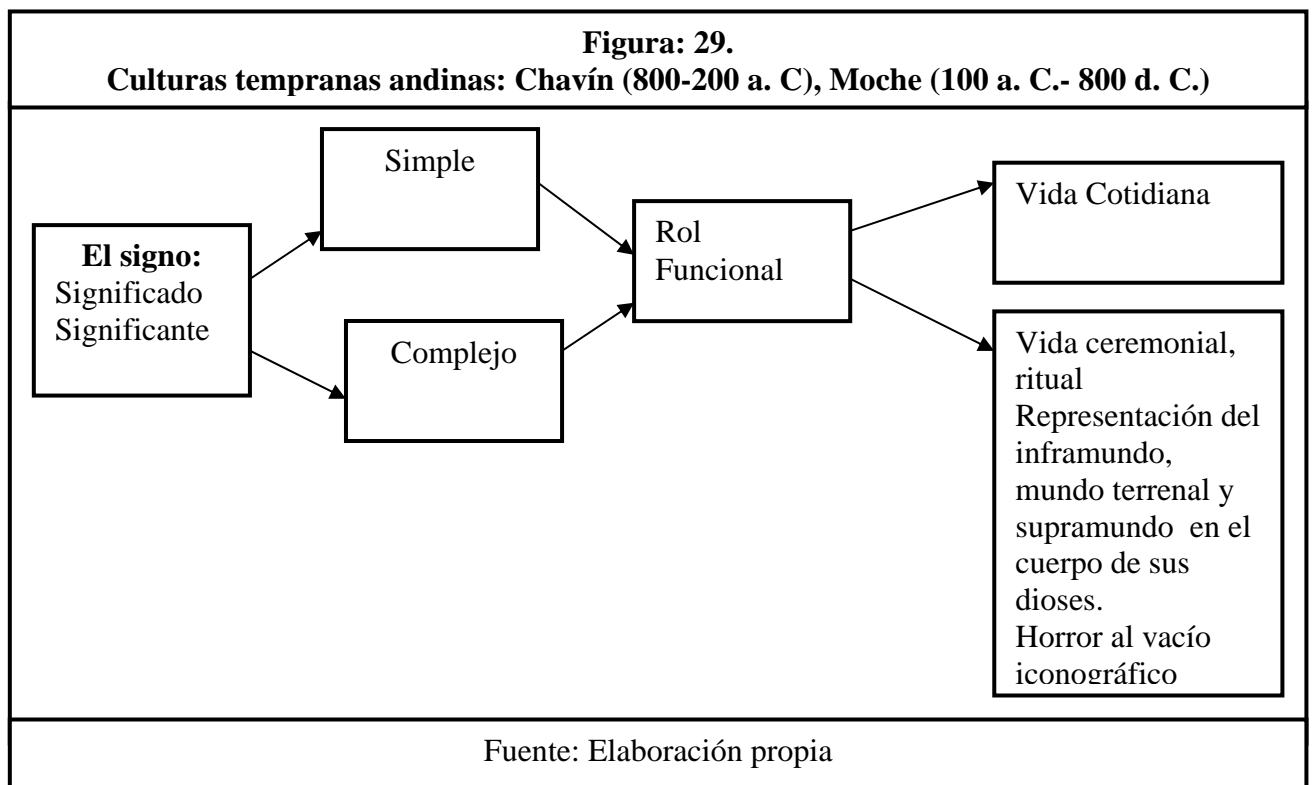 Figura: 29.
Culturas tempranas andinas: Chavín (800-200 a. C), Moche (100 a. C.- 800 d. C.)
El signo:
Significado
Significante
Simple
Complejo
Rol
Funcional
Vida Cotidiana
Vida ceremonial,
ritual
Representación del
inframundo,
mundo terrenal y
supramundo en el
cuerpo de sus
dioses.
Horror al vacío
iconográfico
Fuente: Elaboración propia